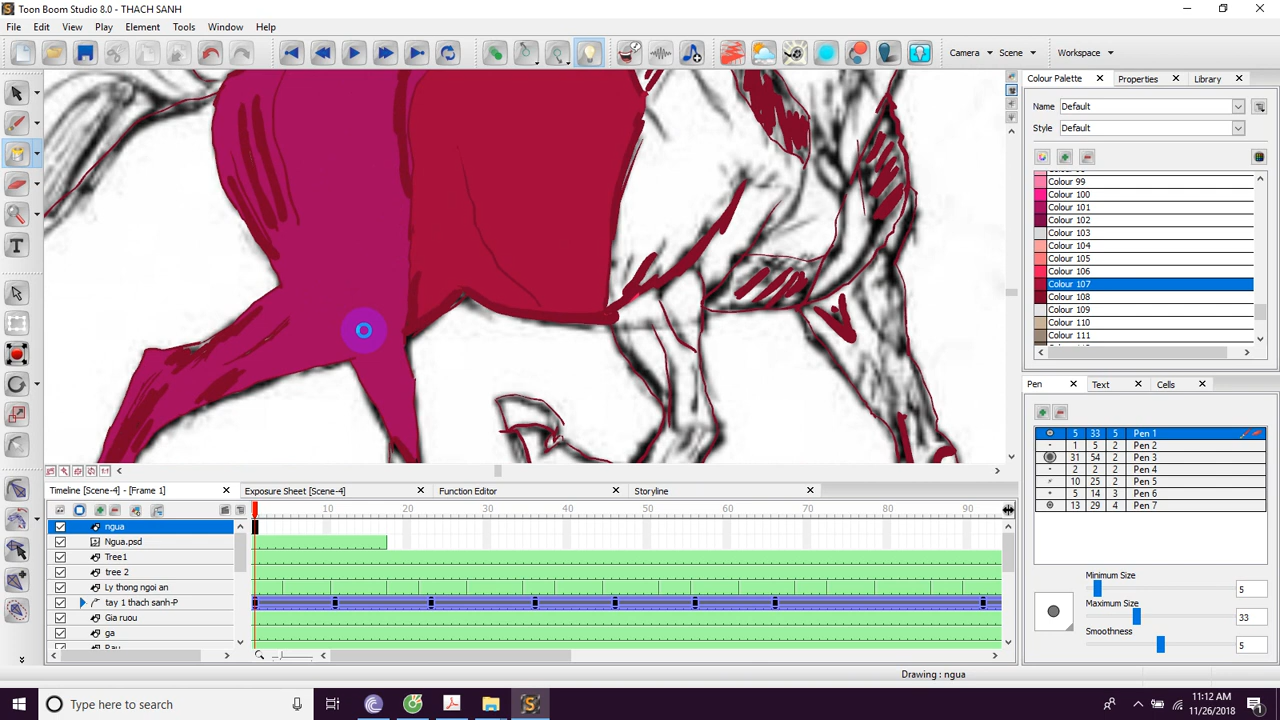 Toon Boom Studio 8.0 - THACH SANH
File Edit View Play Element Tools Window Help
Camera Scene Workspace
Colour Palette Properties Library
Name Default
Style Default
Colour 99
Colour 100
Colour 101
Colour 102
Colour 103
Colour 104
Colour 105
Colour 106
Colour 107
Colour 108
Colour 109
Colour 110
Colour 111
Pen Text Cells
5 33 5 Pen 1
1 5 2 Pen 2
31 54 2 Pen 3
2 2 2 Pen 4
10 25 2 Pen 5
5 14 3 Pen 6
13 29 4 Pen 7
Minimum Size
5
Maximum Size
33
Smoothness
5
Timeline [Scene-4] - [Frame 1] Exposure Sheet [Scene-4] Function Editor Storyline
10 20 30 40 50 60 70 80 90
ngua
Ngua.psd
Tree1
tree 2
Ly thong ngoi an
tay 1 thach sanh-P
Gia ruou
ga
Drawing : ngua
Type here to search
11:12 AM
11/26/2018